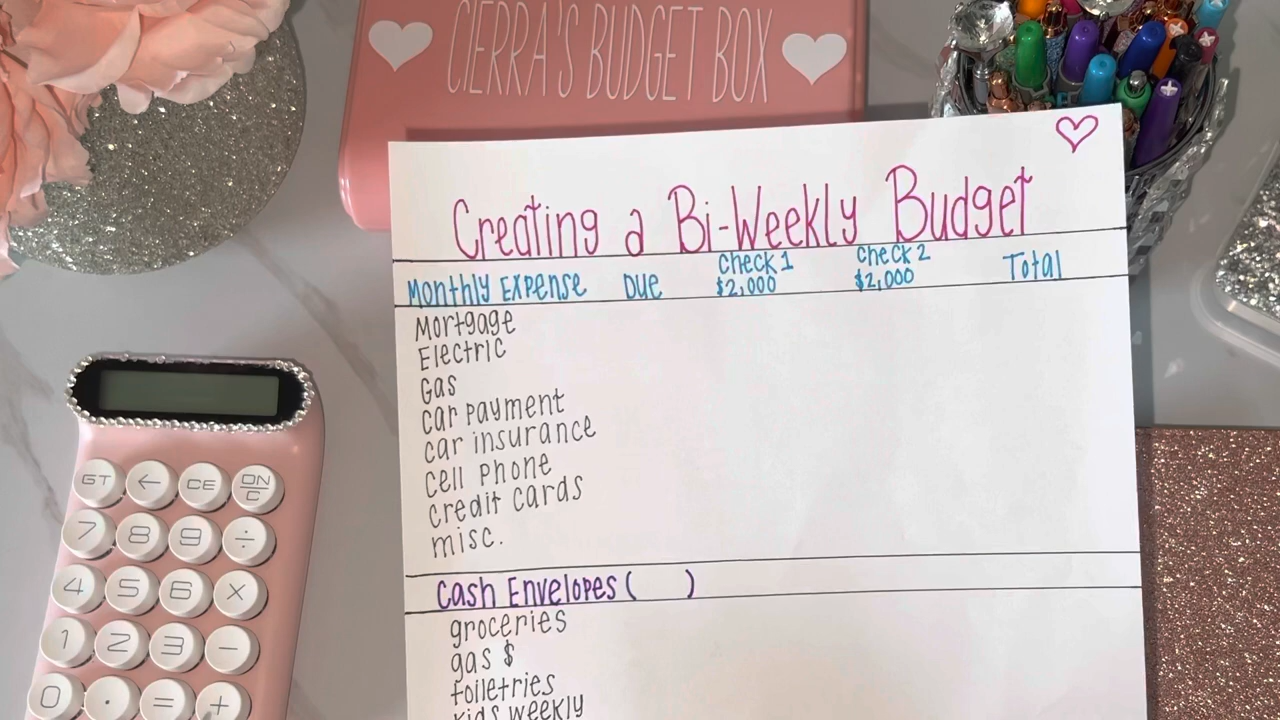 CIERRA'S BUDGET BOX
Creating a Bi-Weekly Budget
Monthly Expense Due Check 1 $2,000 Check 2 $2,000 Total
Mortgage
Electric
Gas
car payment
car insurance
cell phone
credit cards
misc.
Cash Envelopes ( )
groceries
gas $
toiletries
kids weekly
GT ← CE ON/C
7 8 9 ÷
4 5 6 X
1 2 3 −
0 . = +